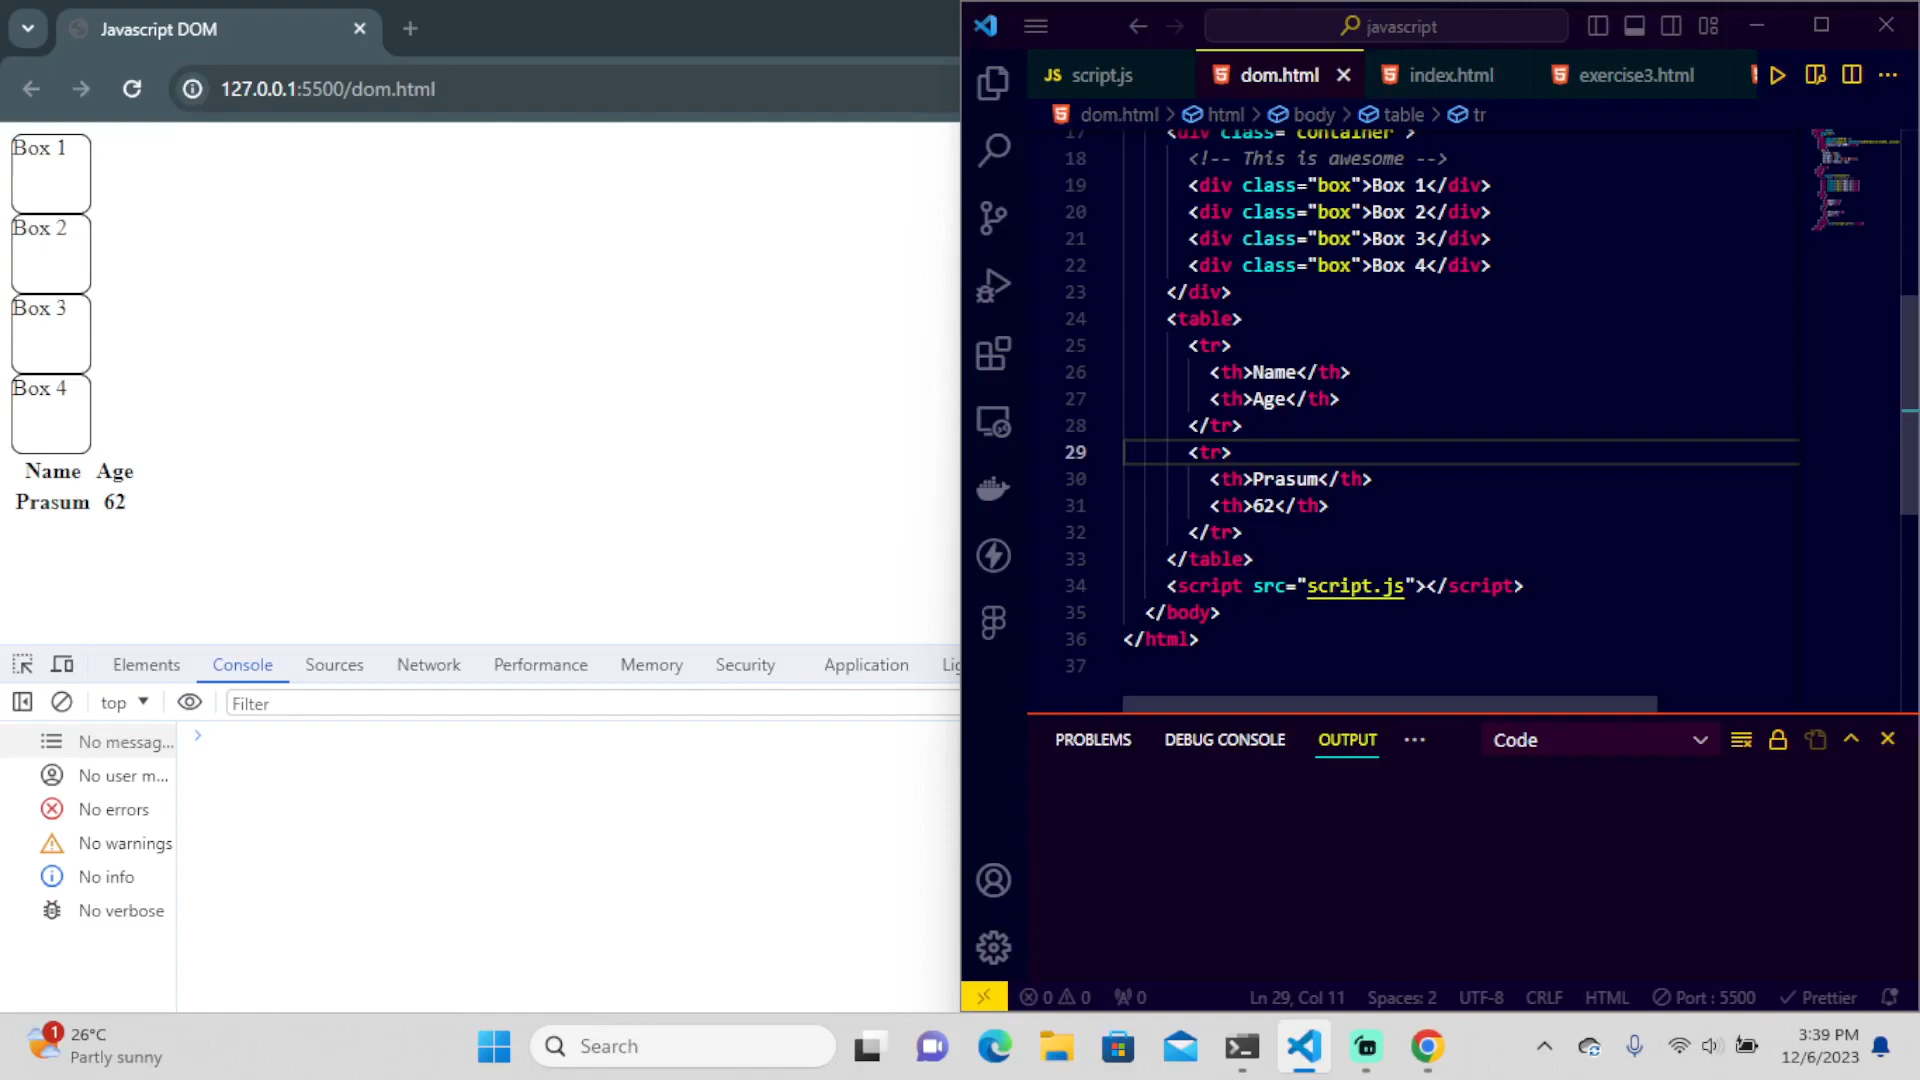 Javascript DOM
127.0.0.1:5500/dom.html
Box 1
Box 2
Box 3
Box 4
Name Age
Prasum 62
Elements Console Sources Network Performance Memory Security Application Lig
top Filter
No messag...
No user m...
No errors
No warnings
No info
No verbose
javascript
JS script.js dom.html index.html exercise3.html
dom.html > html > body > table > tr
17 <div class="container">
18 <!-- This is awesome -->
19 <div class="box">Box 1</div>
20 <div class="box">Box 2</div>
21 <div class="box">Box 3</div>
22 <div class="box">Box 4</div>
23 </div>
24 <table>
25 <tr>
26 <th>Name</th>
27 <th>Age</th>
28 </tr>
29 <tr>
30 <th>Prasum</th>
31 <th>62</th>
32 </tr>
33 </table>
34 <script src="script.js"></script>
35 </body>
36 </html>
37
PROBLEMS DEBUG CONSOLE OUTPUT ··· Code
0 0 0 Ln 29, Col 11 Spaces: 2 UTF-8 CRLF HTML Port : 5500 Prettier
1 26°C
Partly sunny
Search
3:39 PM
12/6/2023